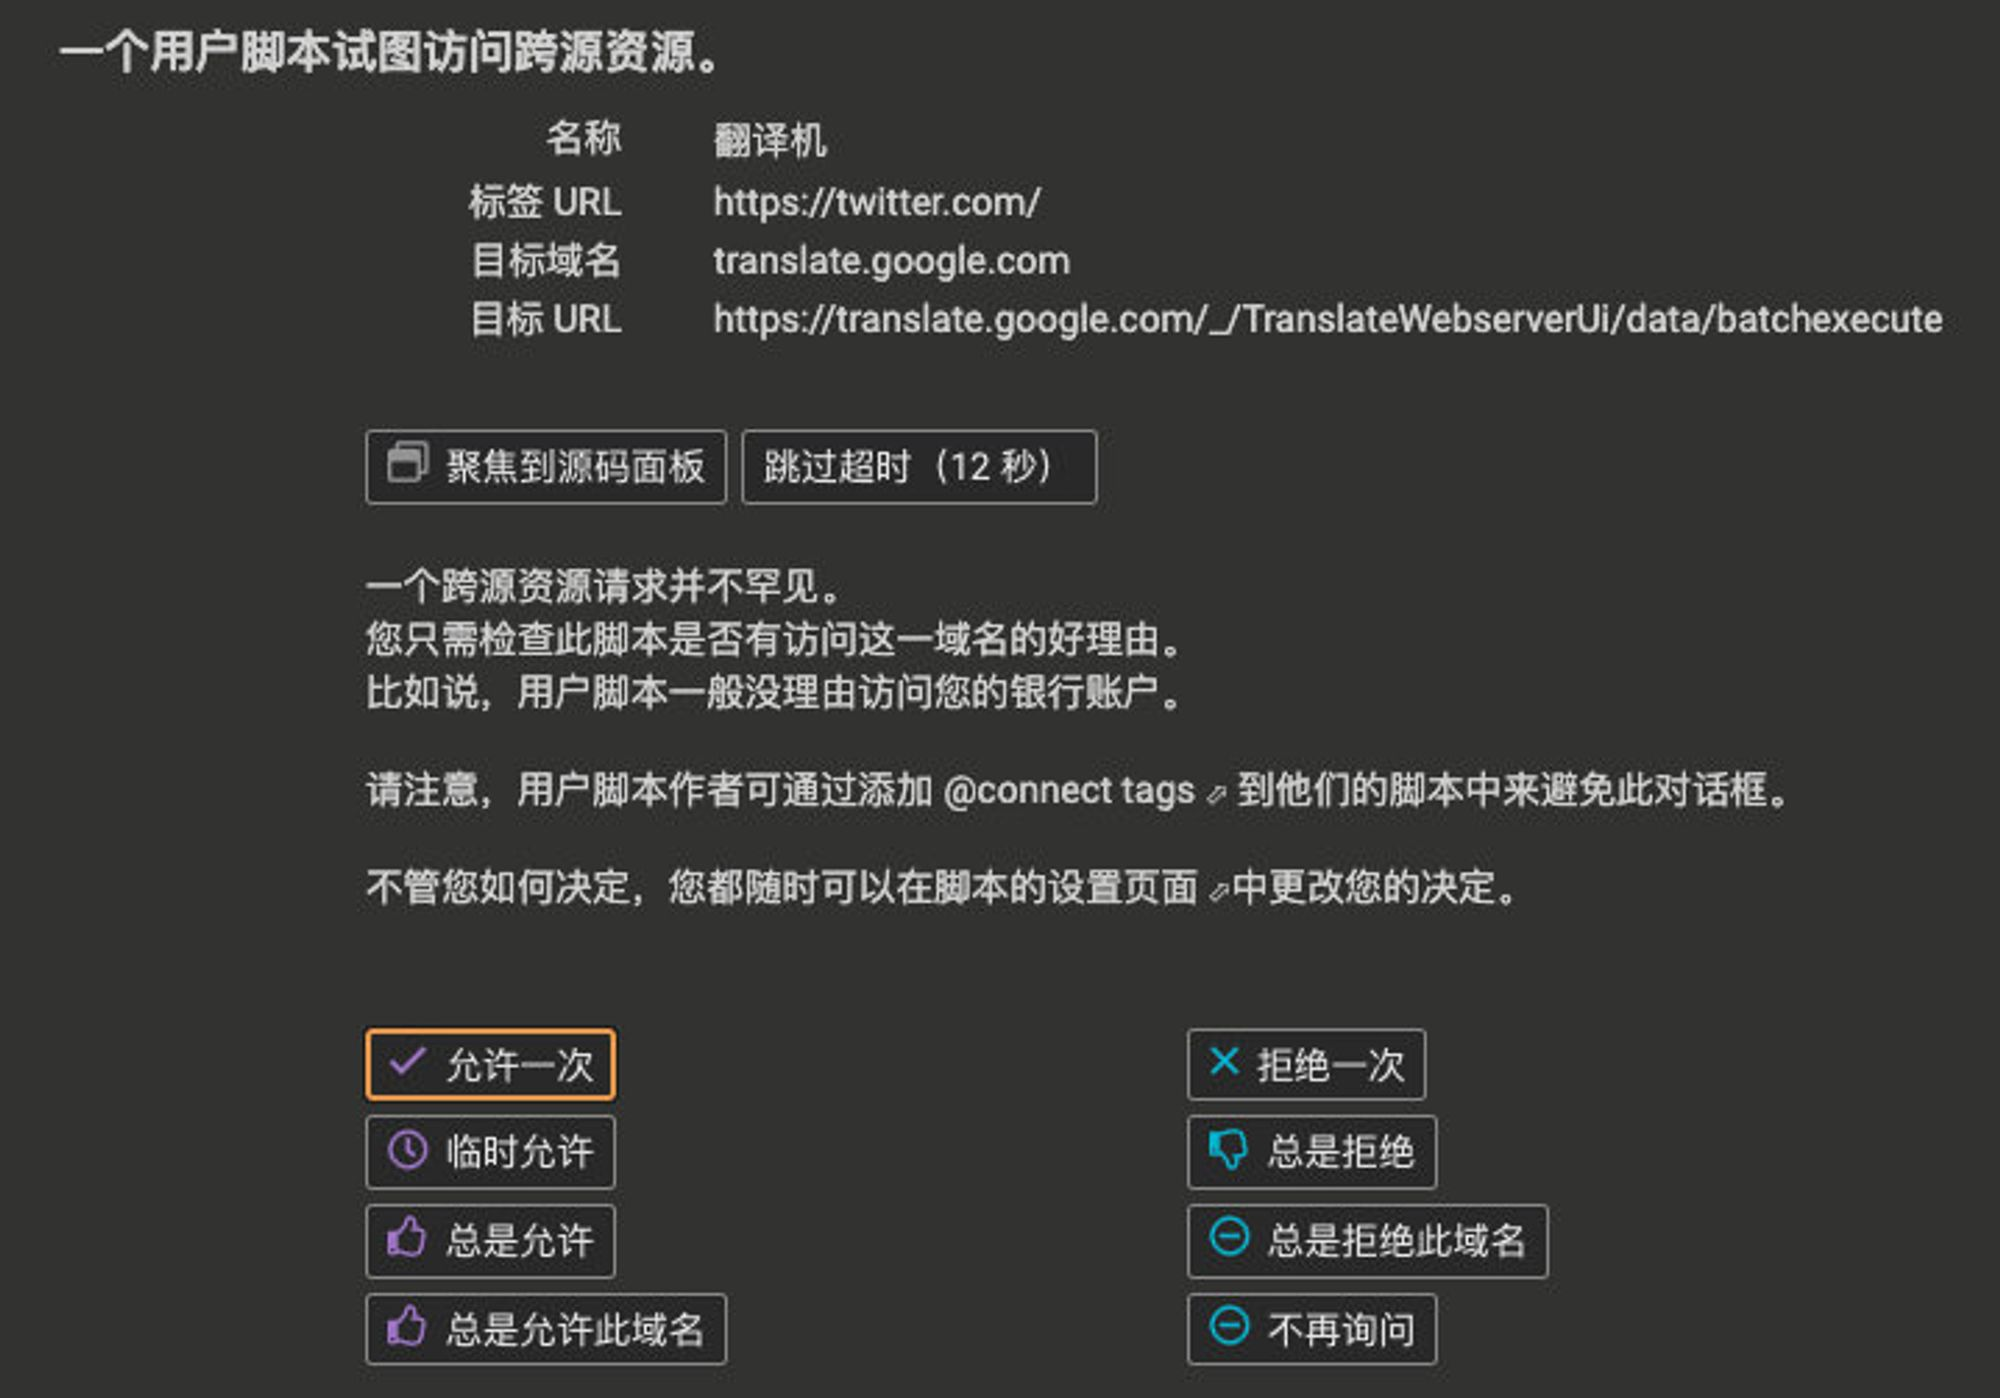 一个用户脚本试图访问跨源资源。
名称 翻译机
标签 URL https://twitter.com/
目标域名 translate.google.com
目标 URL https://translate.google.com/_/TranslateWebserverUi/data/batchexecute
聚焦到源码面板 跳过超时（12 秒）
一个跨源资源请求并不罕见。
您只需检查此脚本是否有访问这一域名的好理由。
比如说，用户脚本一般没理由访问您的银行账户。
请注意，用户脚本作者可通过添加 @connect tags 到他们的脚本中来避免此对话框。
不管您如何决定，您都随时可以在脚本的设置页面 中更改您的决定。
允许一次 拒绝一次
临时允许 总是拒绝
总是允许 总是拒绝此域名
总是允许此域名 不再询问